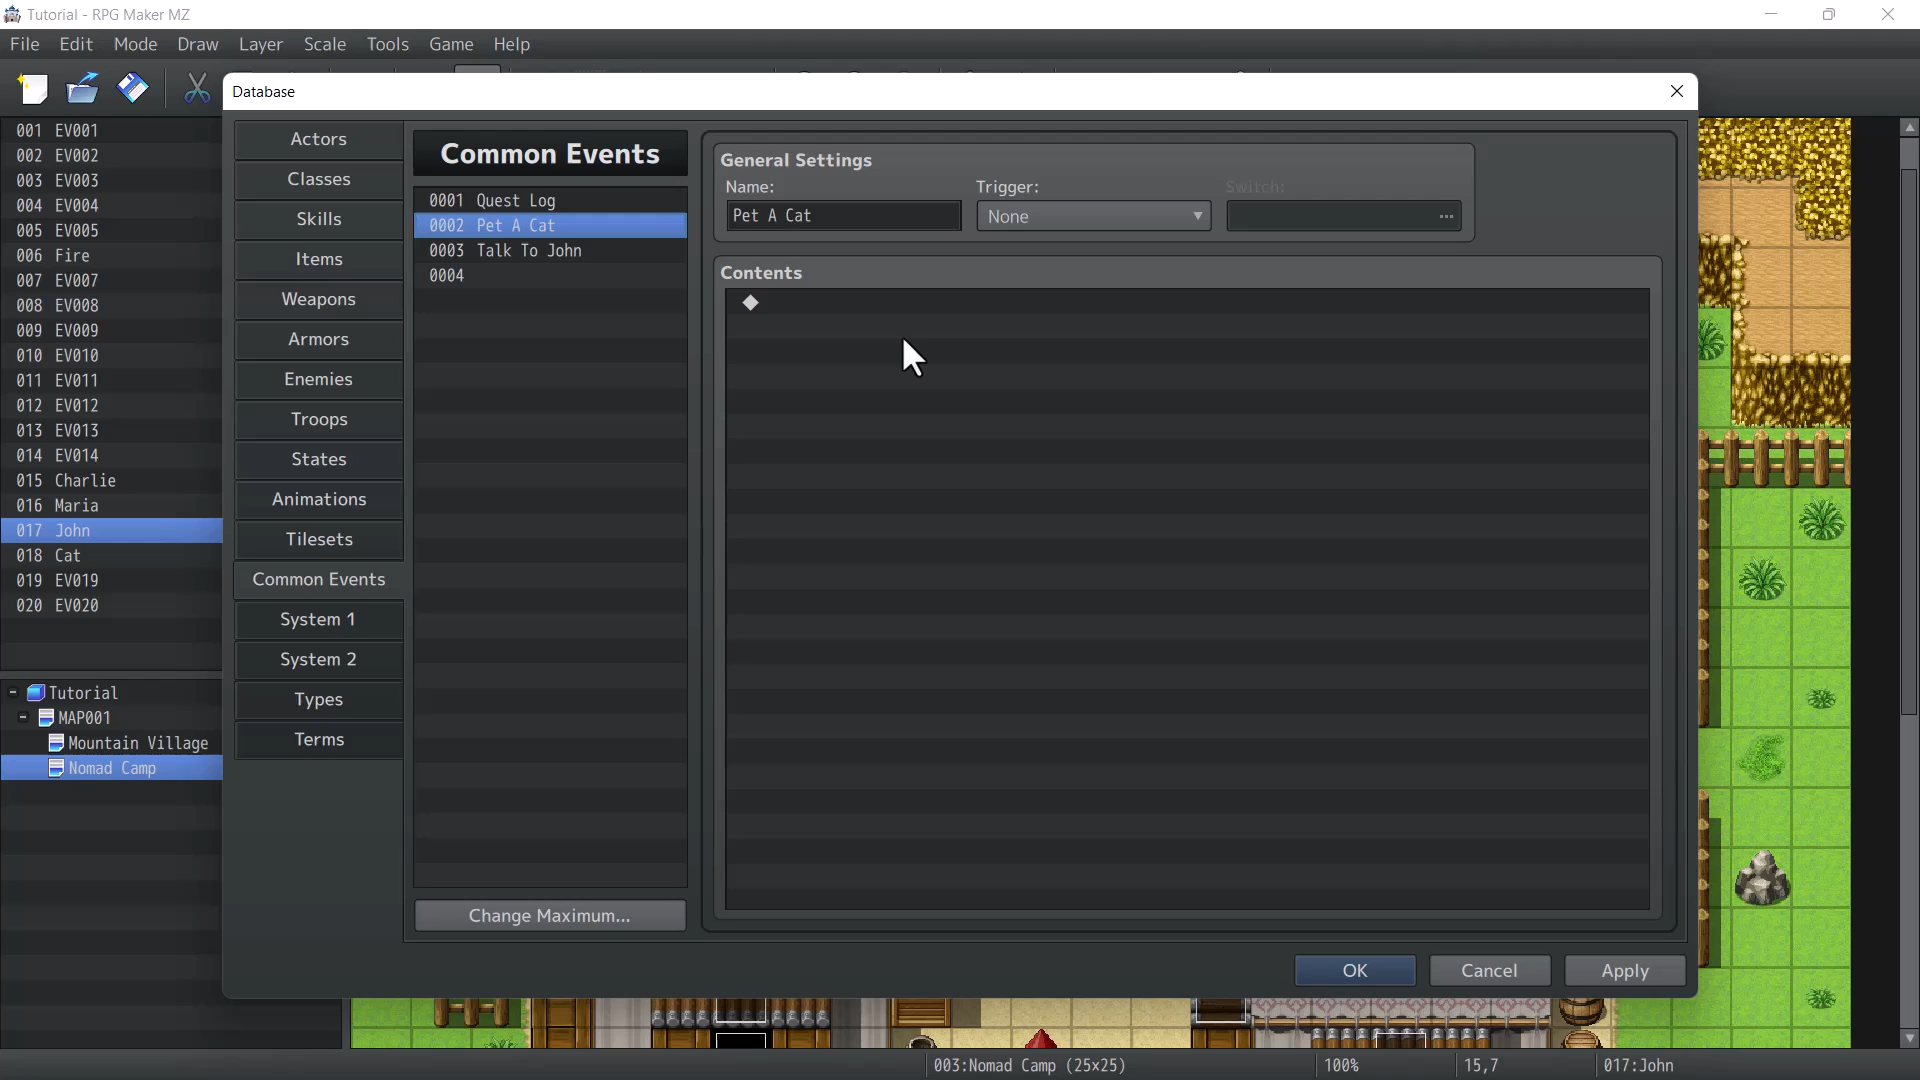 Tutorial - RPG Maker MZ
File Edit Mode Draw Layer Scale Tools Game Help
Database
001 EV001
002 EV002
003 EV003
004 EV004
005 EV005
006 Fire
007 EV007
008 EV008
009 EV009
010 EV010
011 EV011
012 EV012
013 EV013
014 EV014
015 Charlie
016 Maria
017 John
018 Cat
019 EV019
020 EV020
Tutorial
MAP001
Mountain Village
Nomad Camp
Actors
Classes
Skills
Items
Weapons
Armors
Enemies
Troops
States
Animations
Tilesets
Common Events
System 1
System 2
Types
Terms
Common Events
0001 Quest Log
0002 Pet A Cat
0003 Talk To John
0004
Change Maximum...
General Settings
Name: Trigger: Switch:
Pet A Cat None ...
Contents
OK Cancel Apply
003:Nomad Camp (25x25) 100% 15,7 017:John